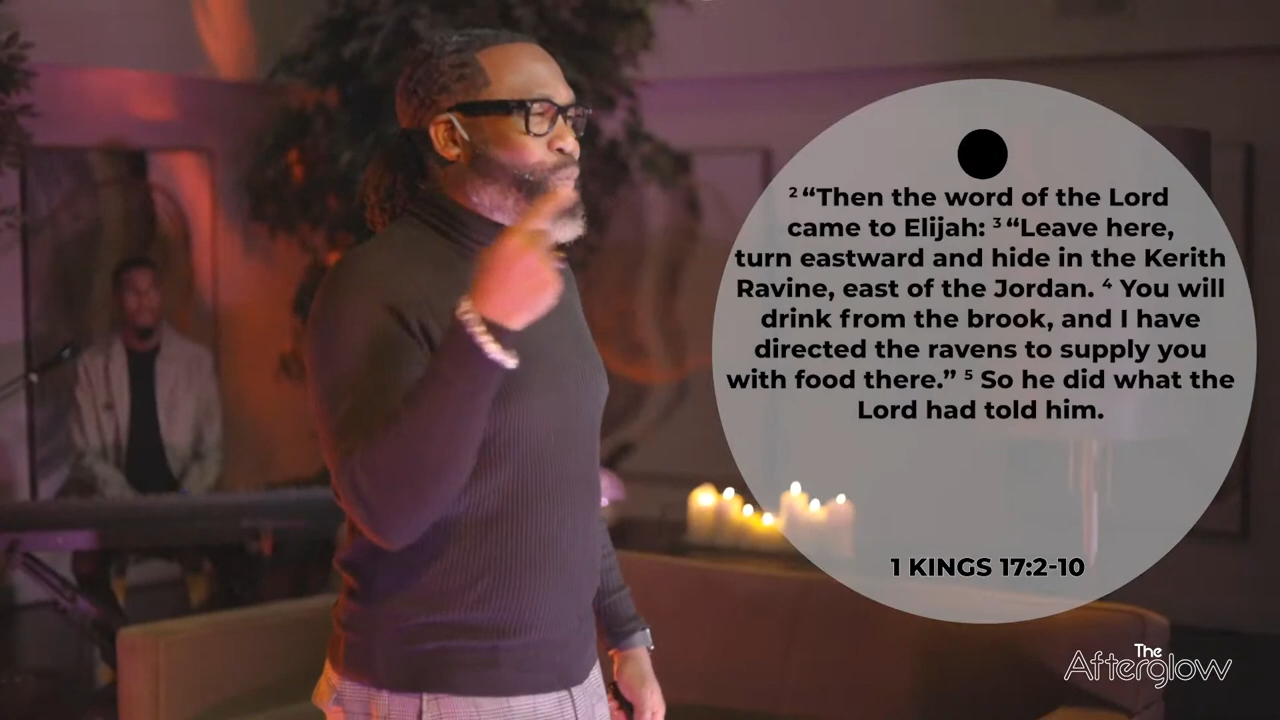 ² “Then the word of the Lord
came to Elijah: ³ “Leave here,
turn eastward and hide in the Kerith
Ravine, east of the Jordan. ⁴ You will
drink from the brook, and I have
directed the ravens to supply you
with food there.” ⁵ So he did what the
Lord had told him.
1 KINGS 17:2-10
The
Afterglow